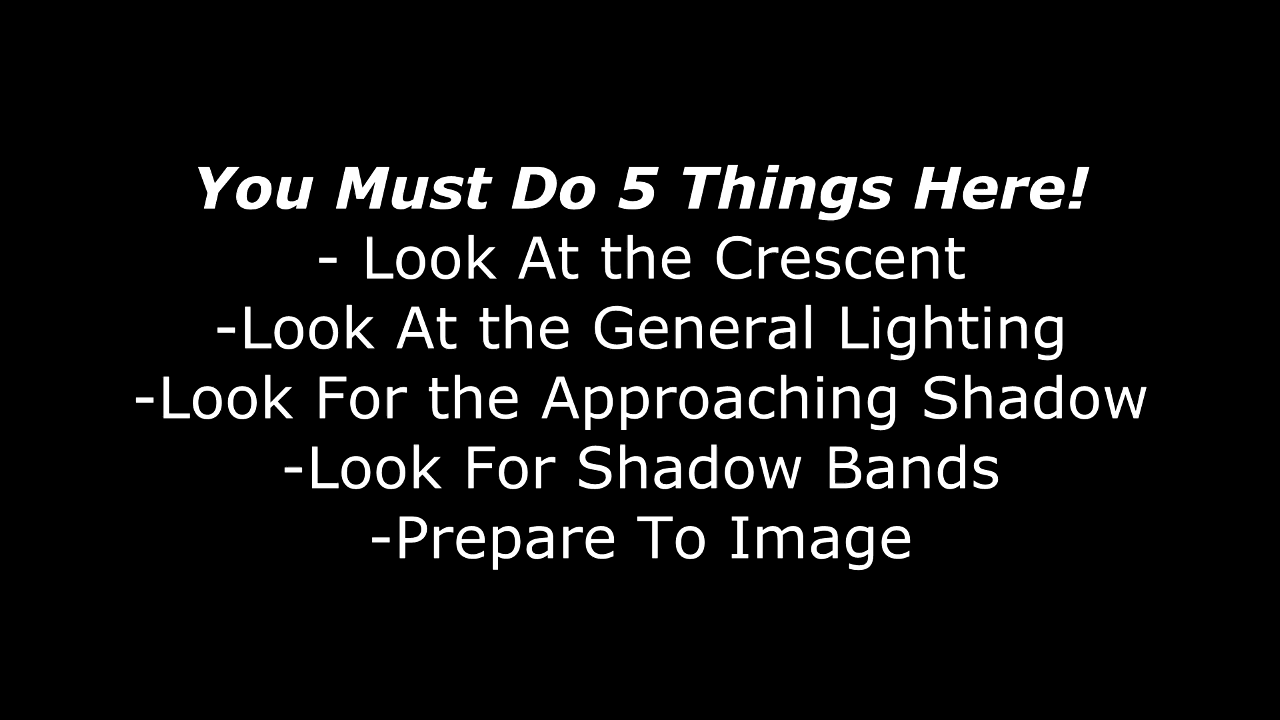 You Must Do 5 Things Here!
- Look At the Crescent
-Look At the General Lighting
-Look For the Approaching Shadow
-Look For Shadow Bands
-Prepare To Image